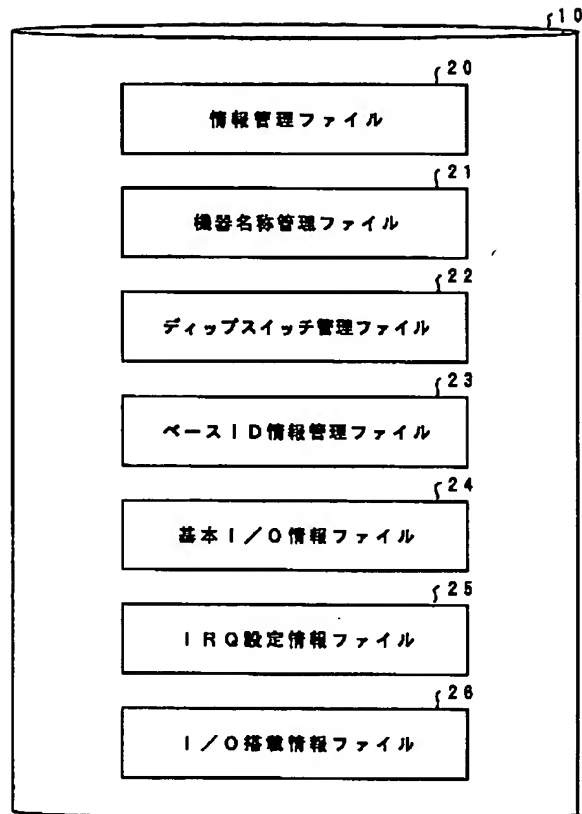 10
20
情報管理ファイル
21
機器名称管理ファイル
22
ディップスイッチ管理ファイル
23
ベースID情報管理ファイル
24
基本I/O情報ファイル
25
IRQ設定情報ファイル
26
I/O搭載情報ファイル